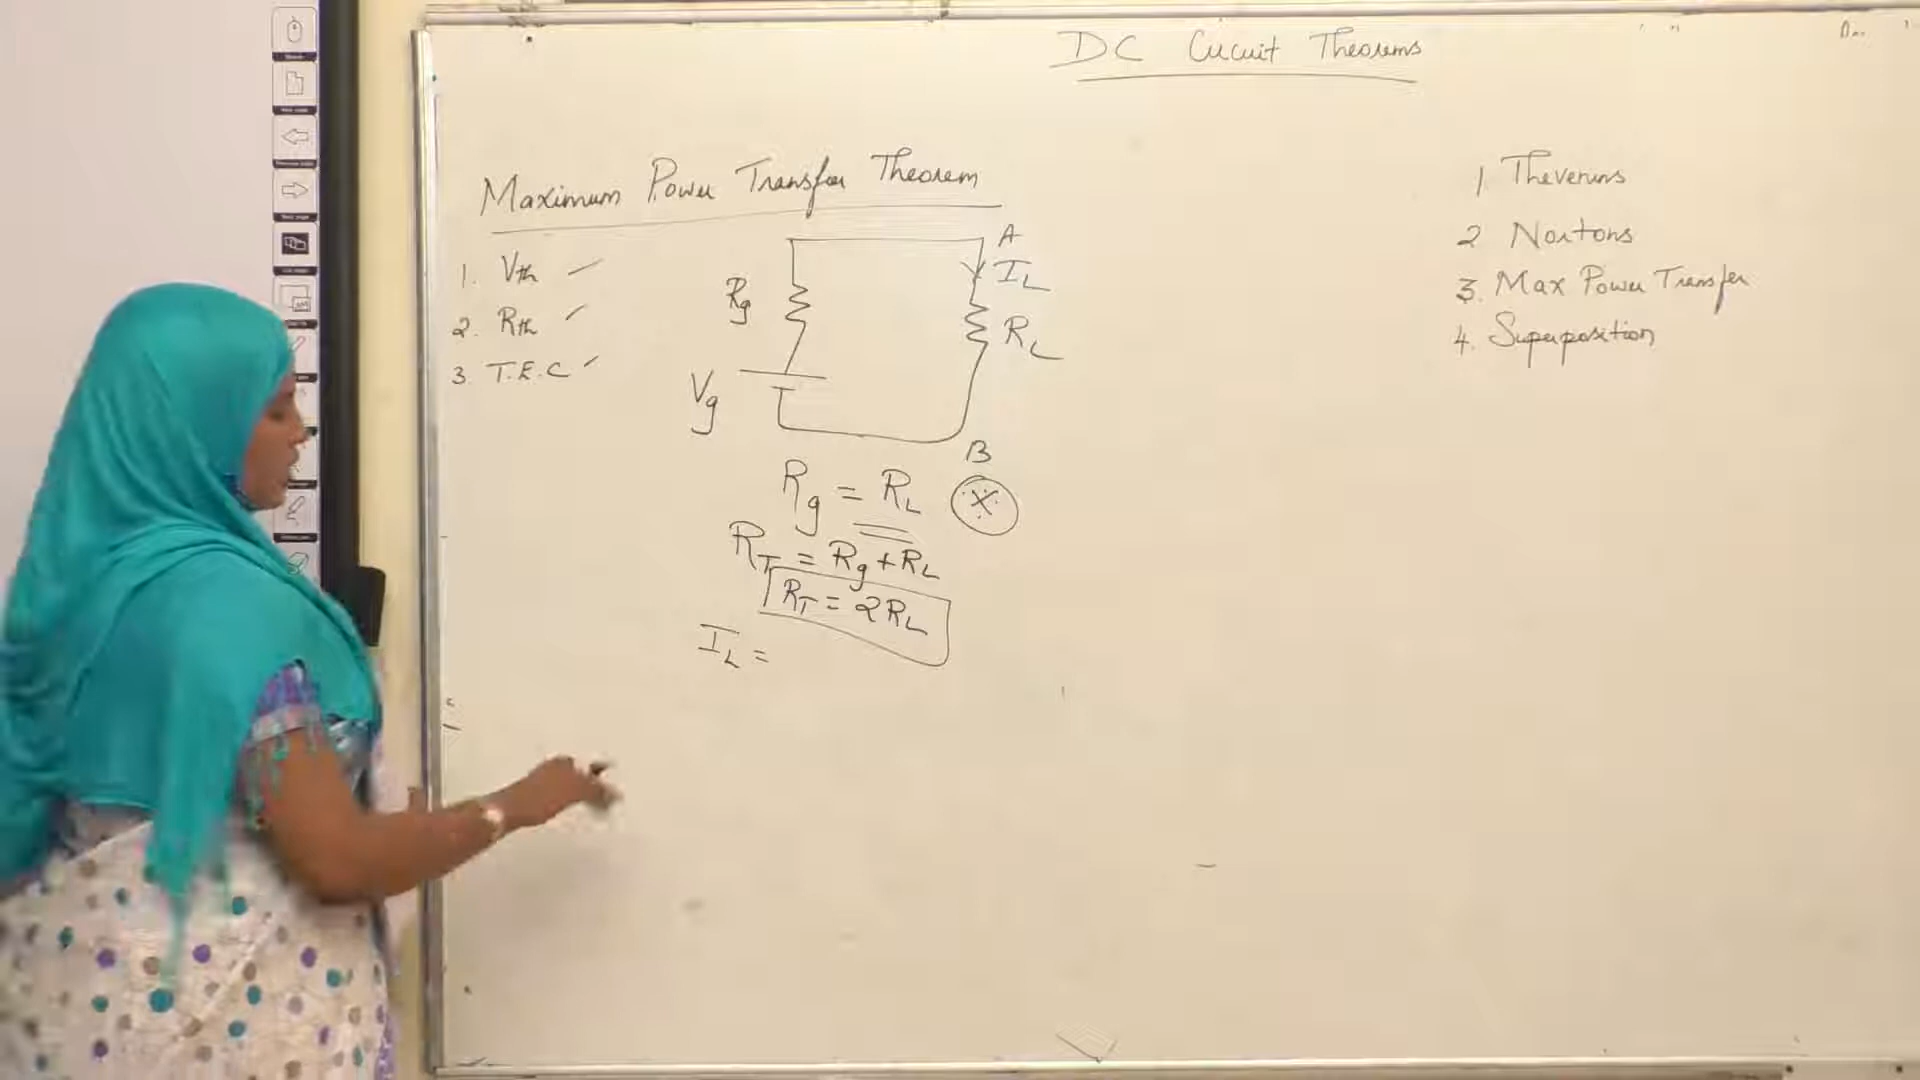 DC Circuit Theorems
Maximum Power Transfer Theorem
1. Vth
2. Rth
3. T.E.C
A
IL
Rg
RL
Vg
B
Rg = RL
RT = Rg + RL
RT = 2RL
IL =
1 Thevenins
2 Nortons
3. Max Power Transfer
4. Superposition